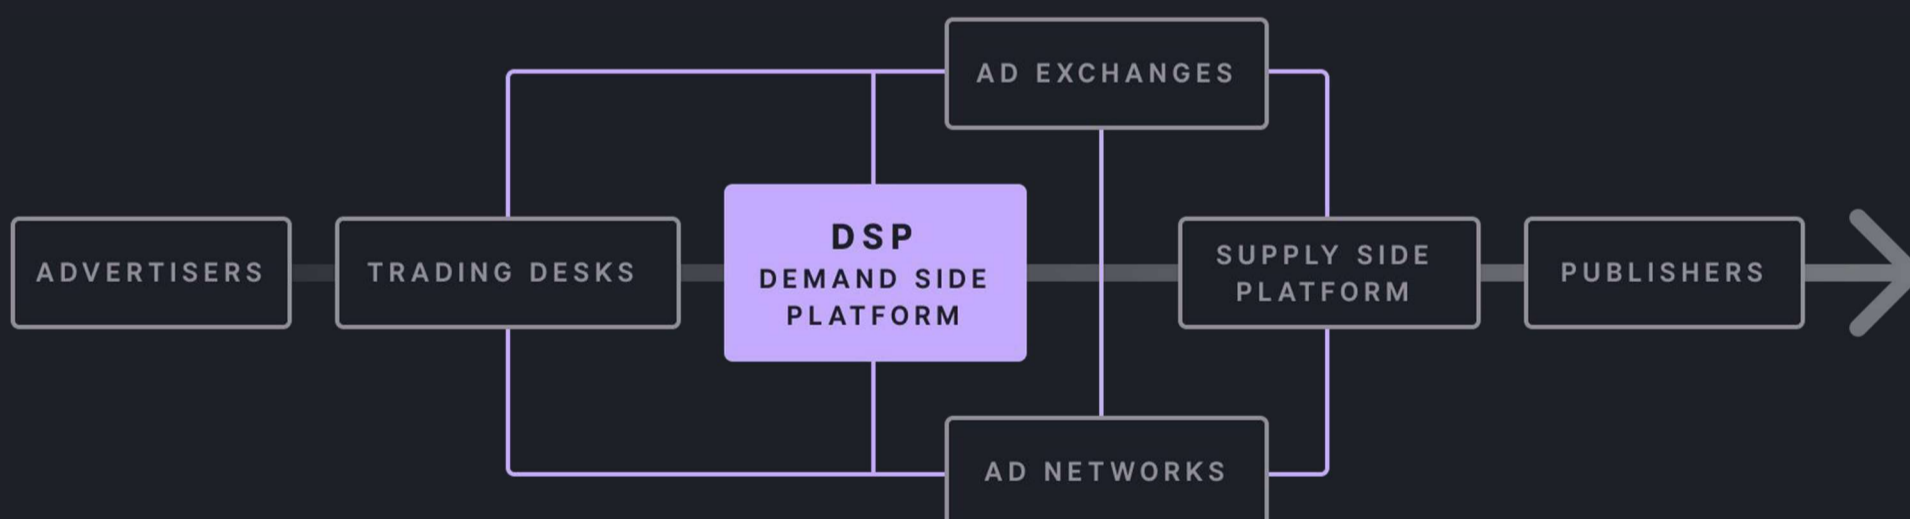 AD EXCHANGES
ADVERTISERS
TRADING DESKS
DSP
DEMAND SIDE
PLATFORM
SUPPLY SIDE
PLATFORM
PUBLISHERS
AD NETWORKS